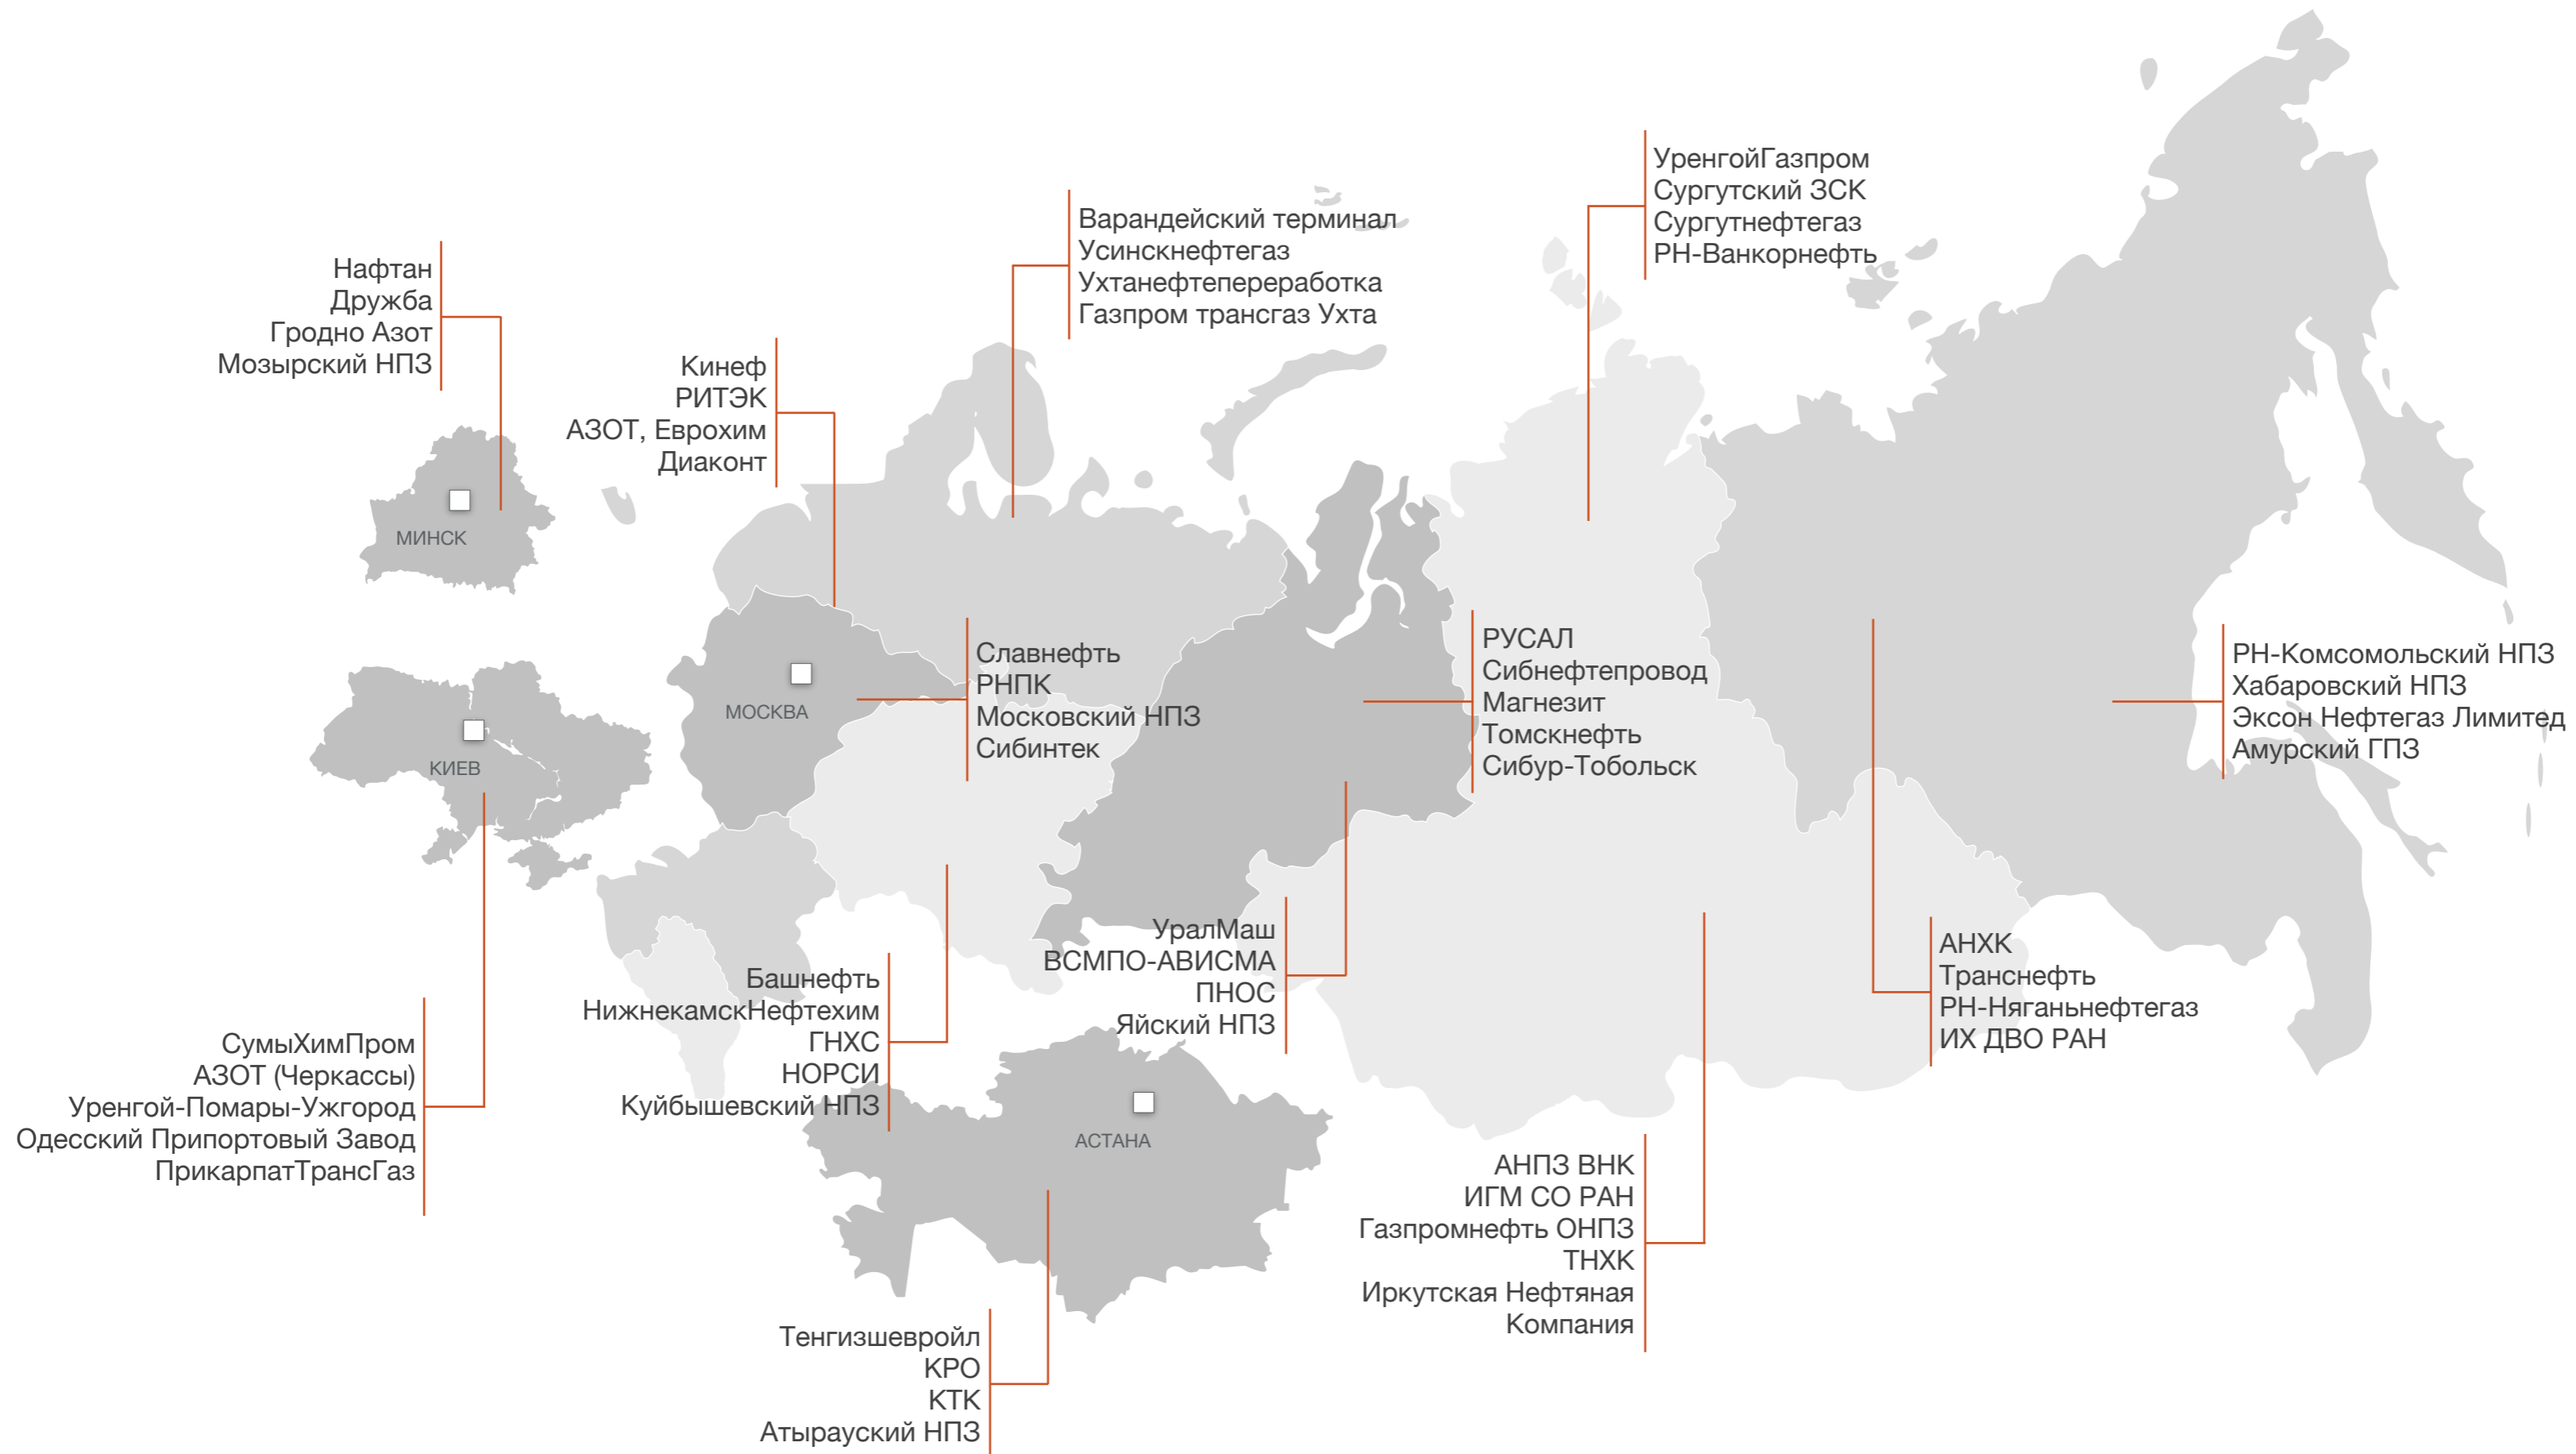 УренгойГазпром
Сургутский ЗСК
Сургутнефтегаз
РН-Ванкорнефть
Варандейский терминал
Усинскнефтегаз
Ухтанефтепереработка
Газпром трансгаз Ухта
Нафтан
Дружба
Гродно Азот
Мозырский НПЗ
Кинеф
РИТЭК
АЗОТ, Еврохим
Диаконт
МИНСК
Славнефть
РНПК
Московский НПЗ
Сибинтек
РУСАЛ
Сибнефтепровод
Магнезит
Томскнефть
Сибур-Тобольск
РН-Комсомольский НПЗ
Хабаровский НПЗ
Эксон Нефтегаз Лимитед
Амурский ГПЗ
МОСКВА
КИЕВ
УралМаш
ВСМПО-АВИСМА
ПНОС
Яйский НПЗ
АНХК
Транснефть
РН-Няганьнефтегаз
ИХ ДВО РАН
Башнефть
НижнекамскНефтехим
ГНХС
НОРСИ
Куйбышевский НПЗ
СумыХимПром
АЗОТ (Черкассы)
Уренгой-Помары-Ужгород
Одесский Припортовый Завод
ПрикарпатТрансГаз
АСТАНА
АНПЗ ВНК
ИГМ СО РАН
Газпромнефть ОНПЗ
ТНХК
Иркутская Нефтяная
Компания
Тенгизшевройл
КРО
КТК
Атырауский НПЗ